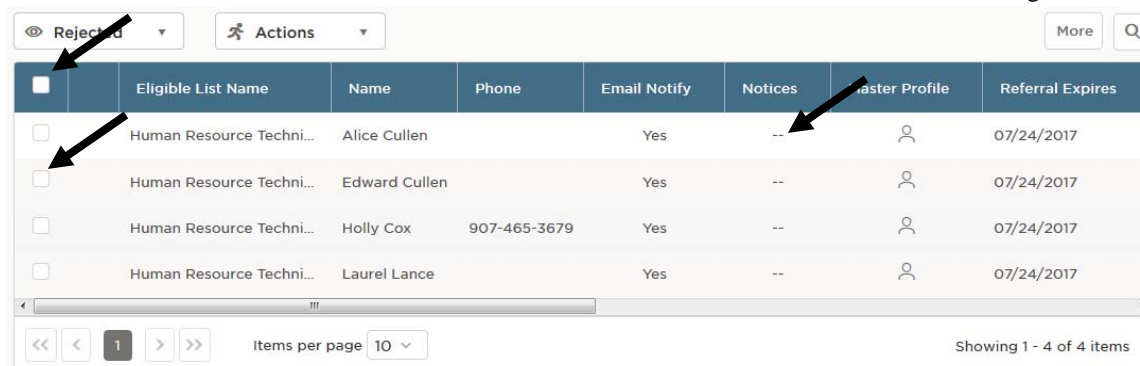 Rejected Actions More
Eligible List Name Name Phone Email Notify Notices Master Profile Referral Expires
Human Resource Techni... Alice Cullen Yes -- 07/24/2017
Human Resource Techni... Edward Cullen Yes -- 07/24/2017
Human Resource Techni... Holly Cox 907-465-3679 Yes -- 07/24/2017
Human Resource Techni... Laurel Lance Yes -- 07/24/2017
<< < 1 > >> Items per page 10 Showing 1 - 4 of 4 items